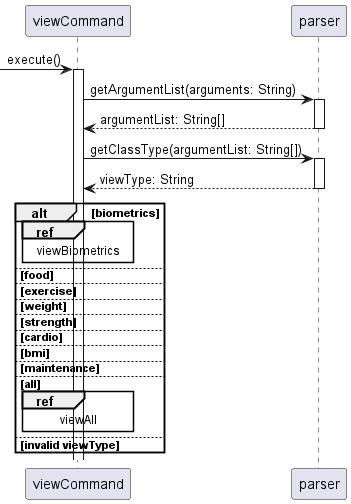 viewCommand parser
execute()
getArgumentList(arguments: String)
argumentList: String[]
getClassType(argumentList: String[])
viewType: String
alt [biometrics]
ref
viewBiometrics
[food]
[exercise]
[weight]
[strength]
[cardio]
[bmi]
[maintenance]
[all]
ref
viewAll
[invalid viewType]
viewCommand parser